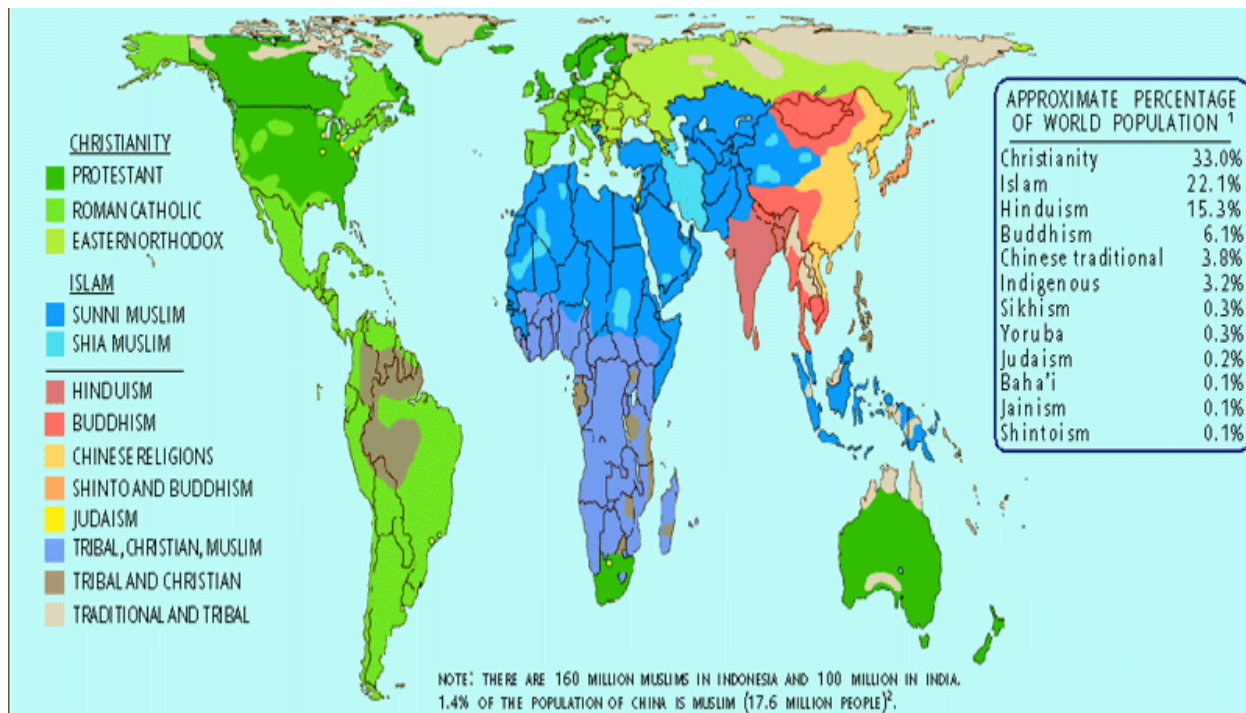 CHRISTIANITY
PROTESTANT
ROMAN CATHOLIC
EASTERN ORTHODOX
ISLAM
SUNNI MUSLIM
SHIA MUSLIM
HINDUISM
BUDDHISM
CHINESE RELIGIONS
SHINTO AND BUDDHISM
JUDAISM
TRIBAL, CHRISTIAN, MUSLIM
TRIBAL AND CHRISTIAN
TRADITIONAL AND TRIBAL
APPROXIMATE PERCENTAGE
OF WORLD POPULATION 1
Christianity 33.0%
Islam 22.1%
Hinduism 15.3%
Buddhism 6.1%
Chinese traditional 3.8%
Indigenous 3.2%
Sikhism 0.3%
Yoruba 0.3%
Judaism 0.2%
Baha'i 0.1%
Jainism 0.1%
Shintoism 0.1%
NOTE: THERE ARE 160 MILLION MUSLIMS IN INDONESIA AND 100 MILLION IN INDIA.
1.4% OF THE POPULATION OF CHINA IS MUSLIM (17.6 MILLION PEOPLE)2.